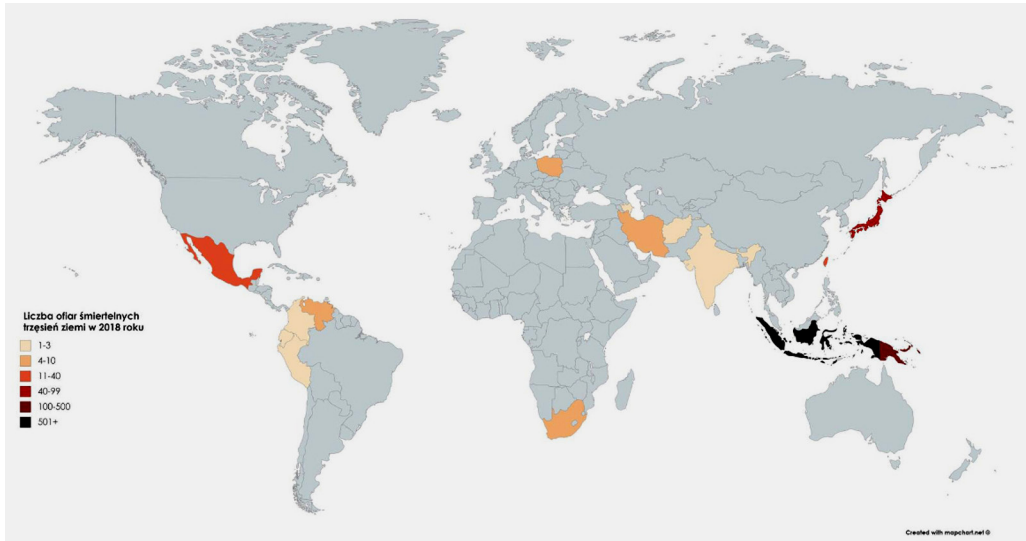 Liczba ofiar śmiertelnych
trzęsień ziemi w 2018 roku
1-3
4-10
11-40
40-99
100-500
501+
Created with mapchart.net ©